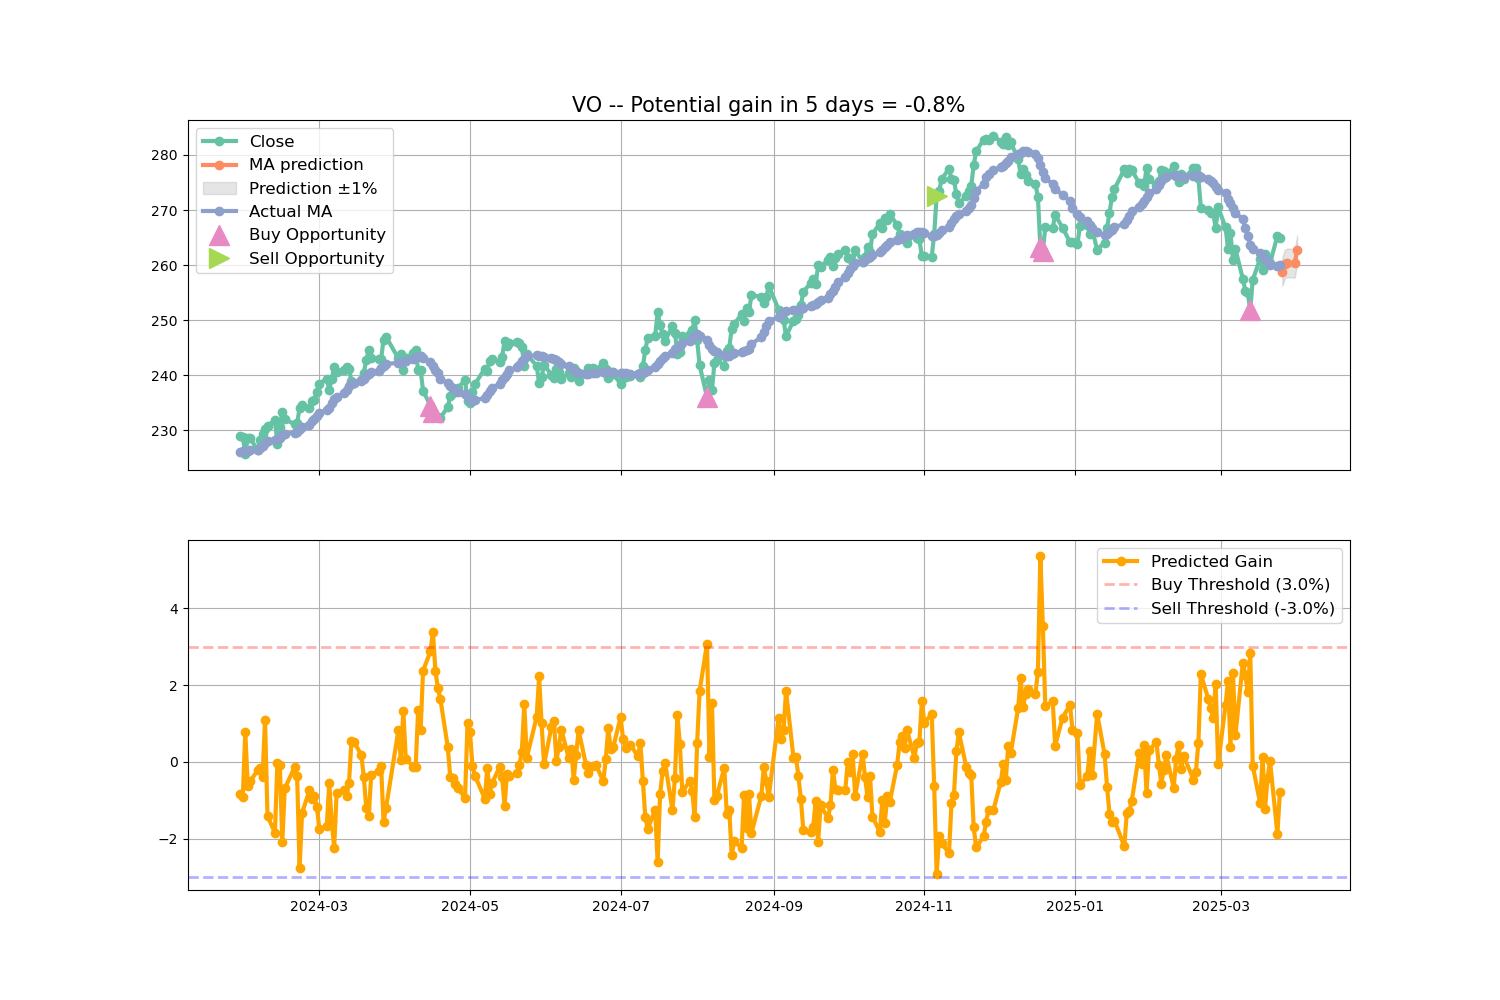 VO -- Potential gain in 5 days = -0.8%
Close
MA prediction
Prediction ±1%
Actual MA
Buy Opportunity
Sell Opportunity
280
270
260
250
240
230
Predicted Gain
Buy Threshold (3.0%)
Sell Threshold (-3.0%)
4
2
0
−2
2024-03
2024-05
2024-07
2024-09
2024-11
2025-01
2025-03